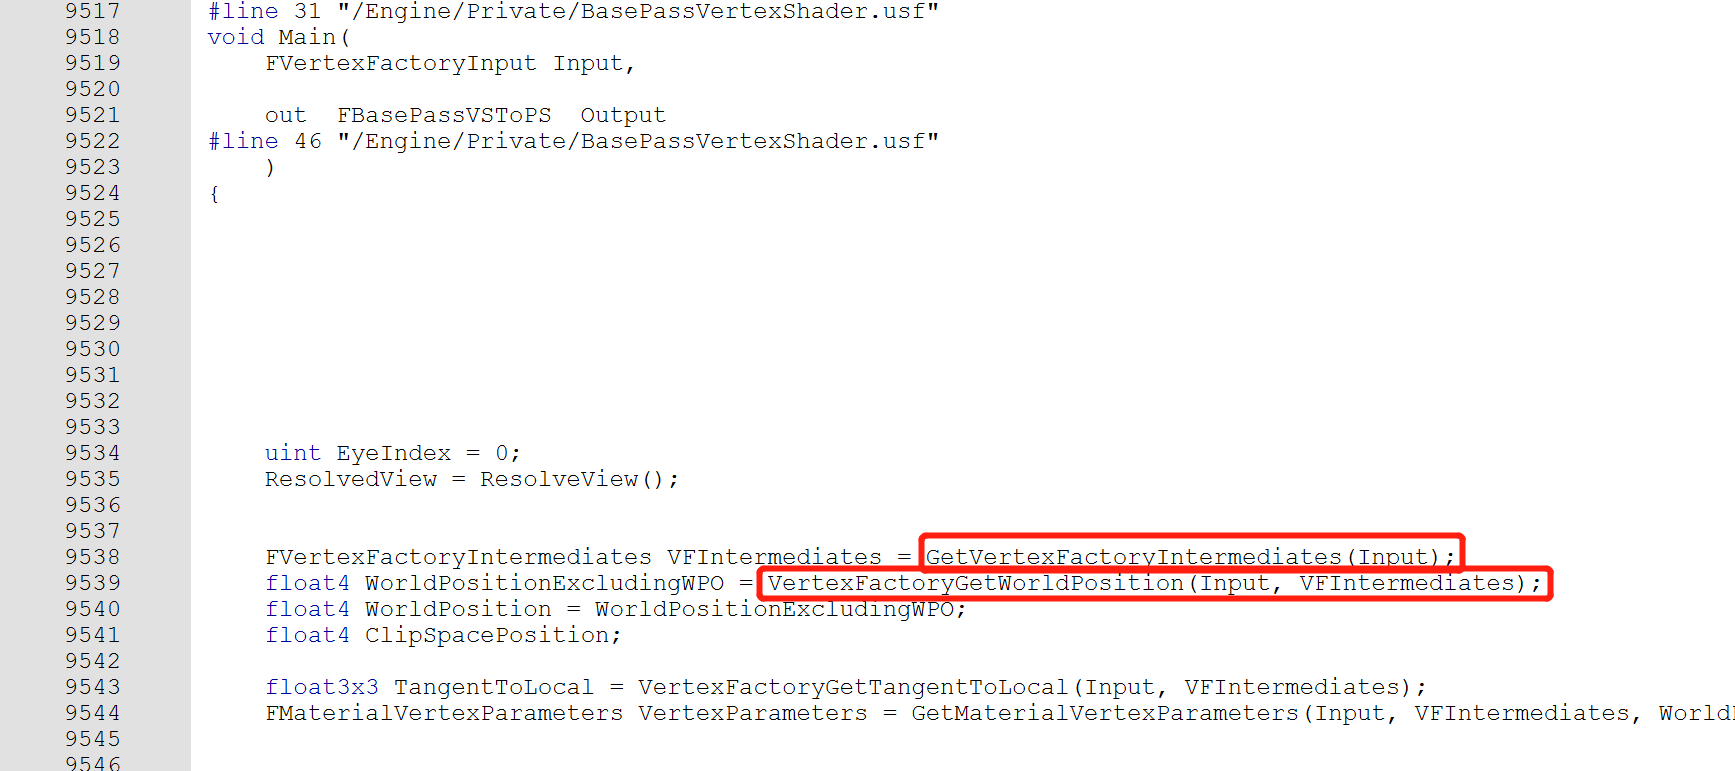 9517 #line 31 "/Engine/Private/BasePassVertexShader.usf"
9518 void Main(
9519 FVertexFactoryInput Input,
9520
9521 out FBasePassVSToPS Output
9522 #line 46 "/Engine/Private/BasePassVertexShader.usf"
9523 )
9524 {
9525
9526
9527
9528
9529
9530
9531
9532
9533
9534 uint EyeIndex = 0;
9535 ResolvedView = ResolveView();
9536
9537
9538 FVertexFactoryIntermediates VFIntermediates = GetVertexFactoryIntermediates(Input);
9539 float4 WorldPositionExcludingWPO = VertexFactoryGetWorldPosition(Input, VFIntermediates);
9540 float4 WorldPosition = WorldPositionExcludingWPO;
9541 float4 ClipSpacePosition;
9542
9543 float3x3 TangentToLocal = VertexFactoryGetTangentToLocal(Input, VFIntermediates);
9544 FMaterialVertexParameters VertexParameters = GetMaterialVertexParameters(Input, VFIntermediates, World
9545
9546